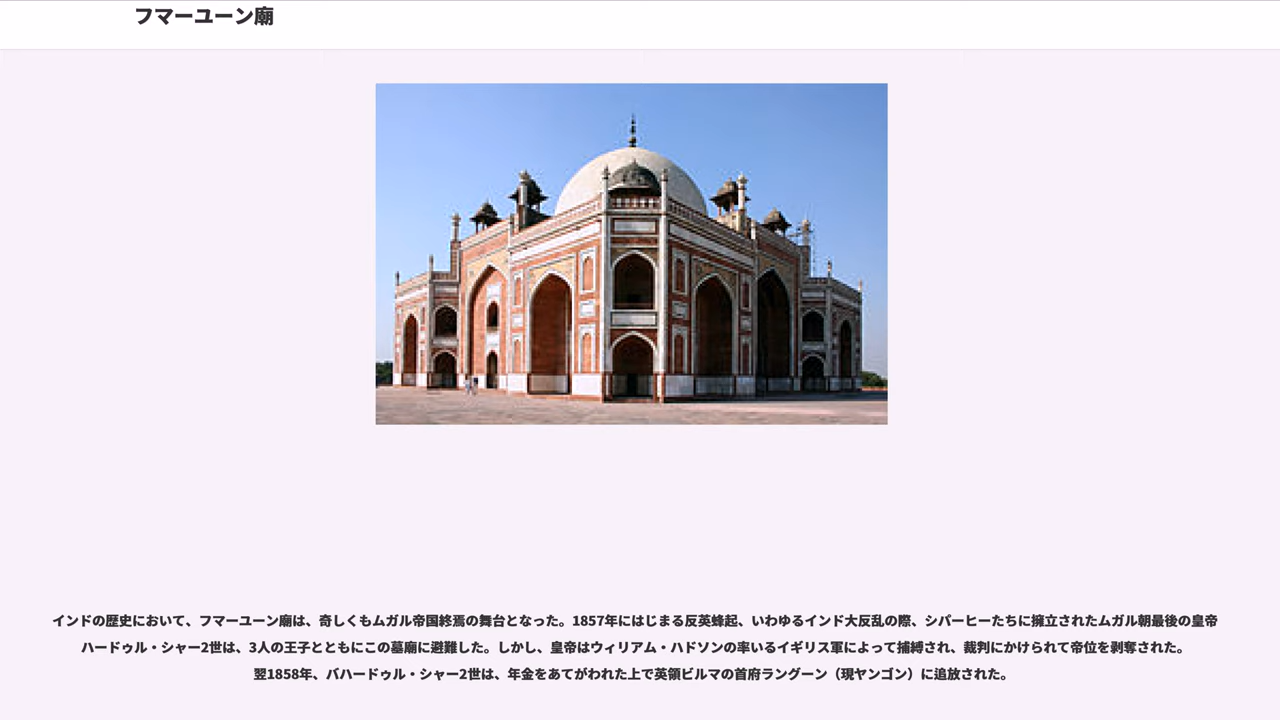 フマーユーン廟
インドの歴史において、フマーユーン廟は、奇しくもムガル帝国終焉の舞台となった。1857年にはじまる反英蜂起、いわゆるインド大反乱の際、シパーヒーたちに擁立されたムガル朝最後の皇帝
ハードゥル・シャー2世は、3人の王子とともにこの墓廟に避難した。しかし、皇帝はウィリアム・ハドソンの率いるイギリス軍によって捕縛され、裁判にかけられて帝位を剥奪された。
翌1858年、バハードゥル・シャー2世は、年金をあてがわれた上で英領ビルマの首府ラングーン（現ヤンゴン）に追放された。